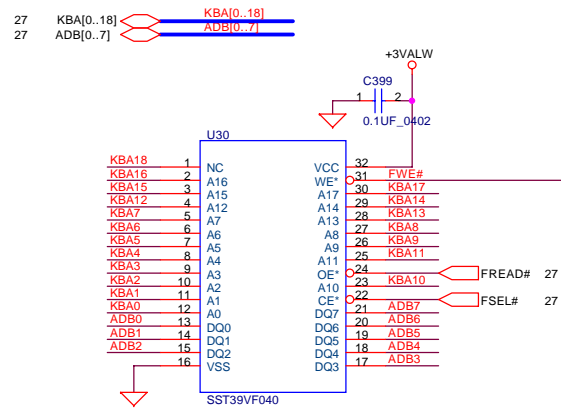 27 KBA[0..18] KBA[0..18]
27 ADB[0..7] ADB[0..7]
+3VALW
C399
1 2
0.1UF_0402
U30
KBA18 1 NC VCC 32
KBA16 2 A16 WE* 31 FWE#
KBA15 3 A15 A17 30 KBA17
KBA12 4 A12 A14 29 KBA14
KBA7 5 A7 A13 28 KBA13
KBA6 6 A6 A8 27 KBA8
KBA5 7 A5 A9 26 KBA9
KBA4 8 A4 A11 25 KBA11
KBA3 9 A3 OE* 24 FREAD# 27
KBA2 10 A2 A10 23 KBA10
KBA1 11 A1 CE* 22 FSEL# 27
KBA0 12 A0 DQ7 21 ADB7
ADB0 13 DQ0 DQ6 20 ADB6
ADB1 14 DQ1 DQ5 19 ADB5
ADB2 15 DQ2 DQ4 18 ADB4
16 VSS DQ3 17 ADB3
SST39VF040